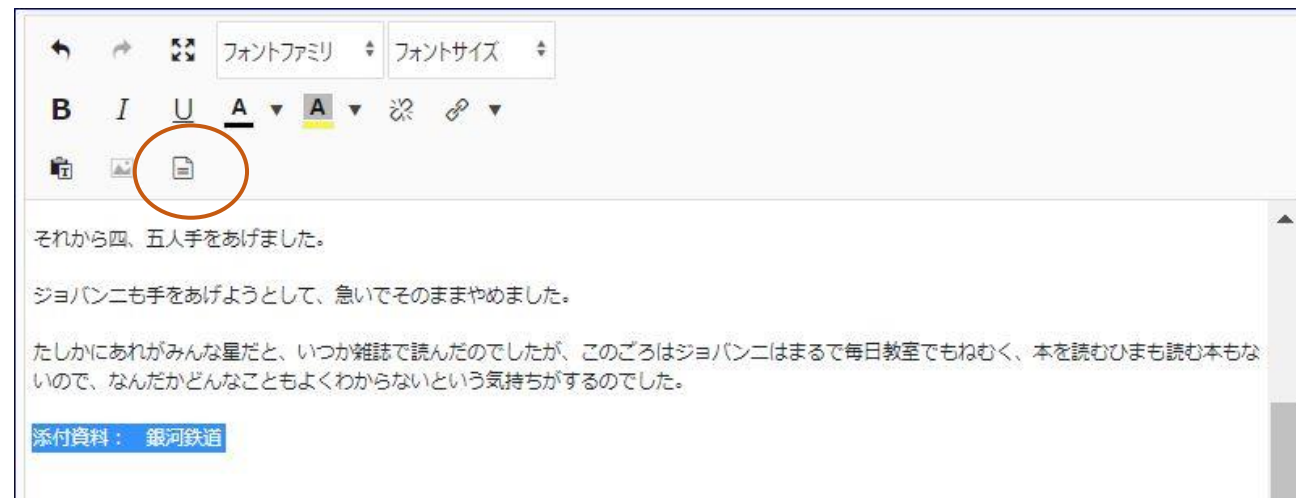 フォントファミリ フォントサイズ
B I U A A
それから四、五人手をあげました。
ジョバンニも手をあげようとして、急いでそのままやめました。
たしかにあれがみんな星だと、いつか雑誌で読んだのでしたが、このごろはジョバンニはまるで毎日教室でもねむく、本を読むひまも読む本もな
いので、なんだかどんなこともよくわからないという気持ちがするのでした。
添付資料： 銀河鉄道